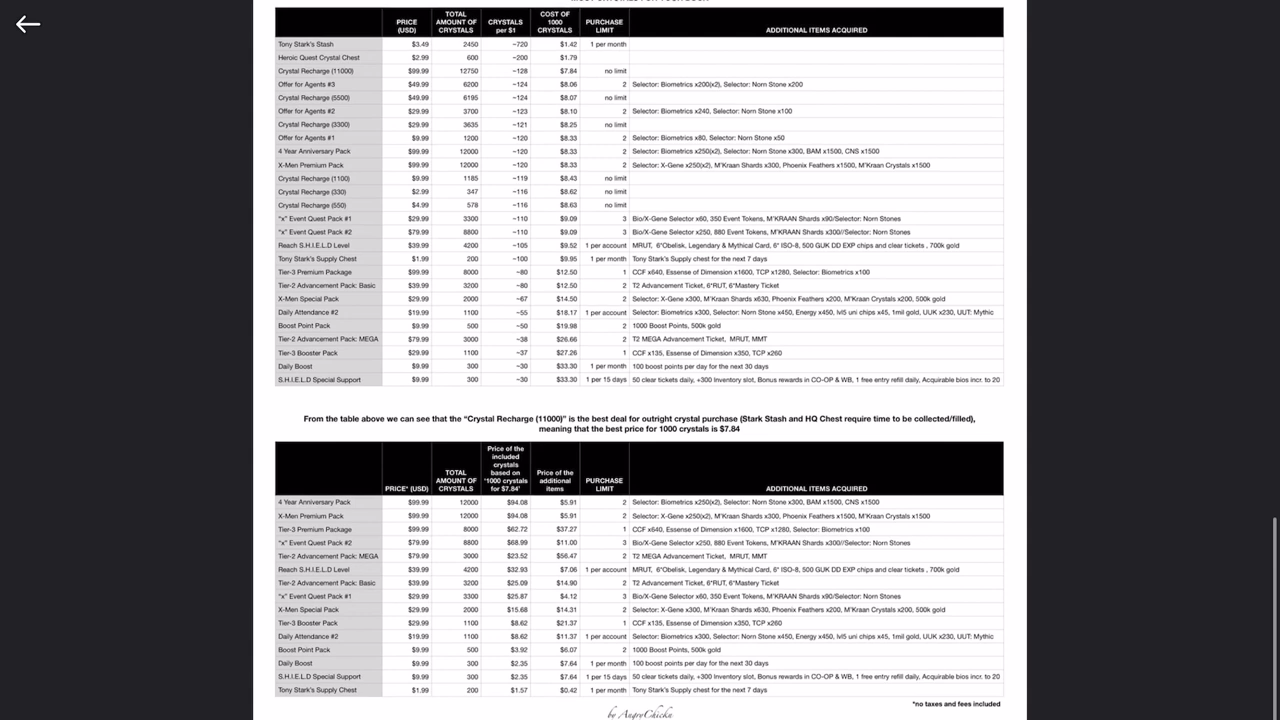 PRICE (USD) TOTAL AMOUNT OF CRYSTALS CRYSTALS per $1 COST OF 1000 CRYSTALS PURCHASE LIMIT ADDITIONAL ITEMS ACQUIRED
Tony Stark's Stash $3.49 2450 ~720 $1.42 1 per month
Heroic Quest Crystal Chest $2.99 600 ~200 $1.79
Crystal Recharge (11000) $99.99 12750 ~128 $7.84 no limit
Offer for Agents #3 $49.99 6200 ~124 $8.06 2 Selector: Biometrics x200(x2), Selector: Norn Stone x200
Crystal Recharge (5500) $49.99 6195 ~124 $8.07 no limit
Offer for Agents #2 $29.99 3700 ~123 $8.10 2 Selector: Biometrics x240, Selector: Norn Stone x100
Crystal Recharge (3300) $29.99 3635 ~121 $8.25 no limit
Offer for Agents #1 $9.99 1200 ~120 $8.33 2 Selector: Biometrics x80, Selector: Norn Stone x50
4 Year Anniversary Pack $99.99 12000 ~120 $8.33 2 Selector: Biometrics x250(x2), Selector: Norn Stone x300, BAM x1500, CNS x1500
X-Men Premium Pack $99.99 12000 ~120 $8.33 2 Selector: X-Gene x250(x2), M'Kraan Shards x300, Phoenix Feathers x1500, M'Kraan Crystals x1500
Crystal Recharge (1100) $9.99 1185 ~119 $8.43 no limit
Crystal Recharge (330) $2.99 347 ~116 $8.62 no limit
Crystal Recharge (550) $4.99 578 ~116 $8.63 no limit
"x" Event Quest Pack #1 $29.99 3300 ~110 $9.09 3 Bio/X-Gene Selector x60, 350 Event Tokens, M'KRAAN Shards x90/Selector: Norn Stones
"x" Event Quest Pack #2 $79.99 8800 ~110 $9.09 3 Bio/X-Gene Selector x250, 880 Event Tokens, M'KRAAN Shards x300//Selector: Norn Stones
Reach S.H.I.E.L.D Level $39.99 4200 ~105 $9.52 1 per account MRUT, 6*Obelisk, Legendary & Mythical Card, 6* ISO-8, 500 GUK DD EXP chips and clear tickets , 700k gold
Tony Stark's Supply Chest $1.99 200 ~100 $9.95 1 per month Tony Stark's Supply chest for the next 7 days
Tier-3 Premium Package $99.99 8000 ~80 $12.50 1 CCF x640, Essense of Dimension x1600, TCP x1280, Selector: Biometrics x100
Tier-2 Advancement Pack: Basic $39.99 3200 ~80 $12.50 2 T2 Advancement Ticket, 6*RUT, 6*Mastery Ticket
X-Men Special Pack $29.99 2000 ~67 $14.50 2 Selector: X-Gene x300, M'Kraan Shards x630, Phoenix Feathers x200, M'Kraan Crystals x200, 500k gold
Daily Attendance #2 $19.99 1100 ~55 $18.17 1 per account Selector: Biometrics x300, Selector: Norn Stone x450, Energy x450, lvl5 uni chips x45, 1mil gold, UUK x230, UUT: Mythic
Boost Point Pack $9.99 500 ~50 $19.98 2 1000 Boost Points, 500k gold
Tier-2 Advancement Pack: MEGA $79.99 3000 ~38 $26.66 2 T2 MEGA Advancement Ticket, MRUT, MMT
Tier-3 Booster Pack $29.99 1100 ~37 $27.26 1 CCF x135, Essense of Dimension x350, TCP x260
Daily Boost $9.99 300 ~30 $33.30 1 per month 100 boost points per day for the next 30 days
S.H.I.E.L.D Special Support $9.99 300 ~30 $33.30 1 per 15 days 50 clear tickets daily, +300 Inventory slot, Bonus rewards in CO-OP & WB, 1 free entry refill daily, Acquirable bios incr. to 20
From the table above we can see that the "Crystal Recharge (11000)" is the best deal for outright crystal purchase (Stark Stash and HQ Chest require time to be collected/filled),
meaning that the best price for 1000 crystals is $7.84
PRICE* (USD) TOTAL AMOUNT OF CRYSTALS Price of the included crystals based on '1000 crystals for $7.84' Price of the additional items PURCHASE LIMIT ADDITIONAL ITEMS ACQUIRED
4 Year Anniversary Pack $99.99 12000 $94.08 $5.91 2 Selector: Biometrics x250(x2), Selector: Norn Stone x300, BAM x1500, CNS x1500
X-Men Premium Pack $99.99 12000 $94.08 $5.91 2 Selector: X-Gene x250(x2), M'Kraan Shards x300, Phoenix Feathers x1500, M'Kraan Crystals x1500
Tier-3 Premium Package $99.99 8000 $62.72 $37.27 1 CCF x640, Essense of Dimension x1600, TCP x1280, Selector: Biometrics x100
"x" Event Quest Pack #2 $79.99 8800 $68.99 $11.00 3 Bio/X-Gene Selector x250, 880 Event Tokens, M'KRAAN Shards x300//Selector: Norn Stones
Tier-2 Advancement Pack: MEGA $79.99 3000 $23.52 $56.47 2 T2 MEGA Advancement Ticket, MRUT, MMT
Reach S.H.I.E.L.D Level $39.99 4200 $32.93 $7.06 1 per account MRUT, 6*Obelisk, Legendary & Mythical Card, 6* ISO-8, 500 GUK DD EXP chips and clear tickets , 700k gold
Tier-2 Advancement Pack: Basic $39.99 3200 $25.09 $14.90 2 T2 Advancement Ticket, 6*RUT, 6*Mastery Ticket
"x" Event Quest Pack #1 $29.99 3300 $25.87 $4.12 3 Bio/X-Gene Selector x60, 350 Event Tokens, M'KRAAN Shards x90/Selector: Norn Stones
X-Men Special Pack $29.99 2000 $15.68 $14.31 2 Selector: X-Gene x300, M'Kraan Shards x630, Phoenix Feathers x200, M'Kraan Crystals x200, 500k gold
Tier-3 Booster Pack $29.99 1100 $8.62 $21.37 1 CCF x135, Essense of Dimension x350, TCP x260
Daily Attendance #2 $19.99 1100 $8.62 $11.37 1 per account Selector: Biometrics x300, Selector: Norn Stone x450, Energy x450, lvl5 uni chips x45, 1mil gold, UUK x230, UUT: Mythic
Boost Point Pack $9.99 500 $3.92 $6.07 2 1000 Boost Points, 500k gold
Daily Boost $9.99 300 $2.35 $7.64 1 per month 100 boost points per day for the next 30 days
S.H.I.E.L.D Special Support $9.99 300 $2.35 $7.64 1 per 15 days 50 clear tickets daily, +300 Inventory slot, Bonus rewards in CO-OP & WB, 1 free entry refill daily, Acquirable bios incr. to 20
Tony Stark's Supply Chest $1.99 200 $1.57 $0.42 1 per month Tony Stark's Supply chest for the next 7 days
*no taxes and fees included
by AngryChickn